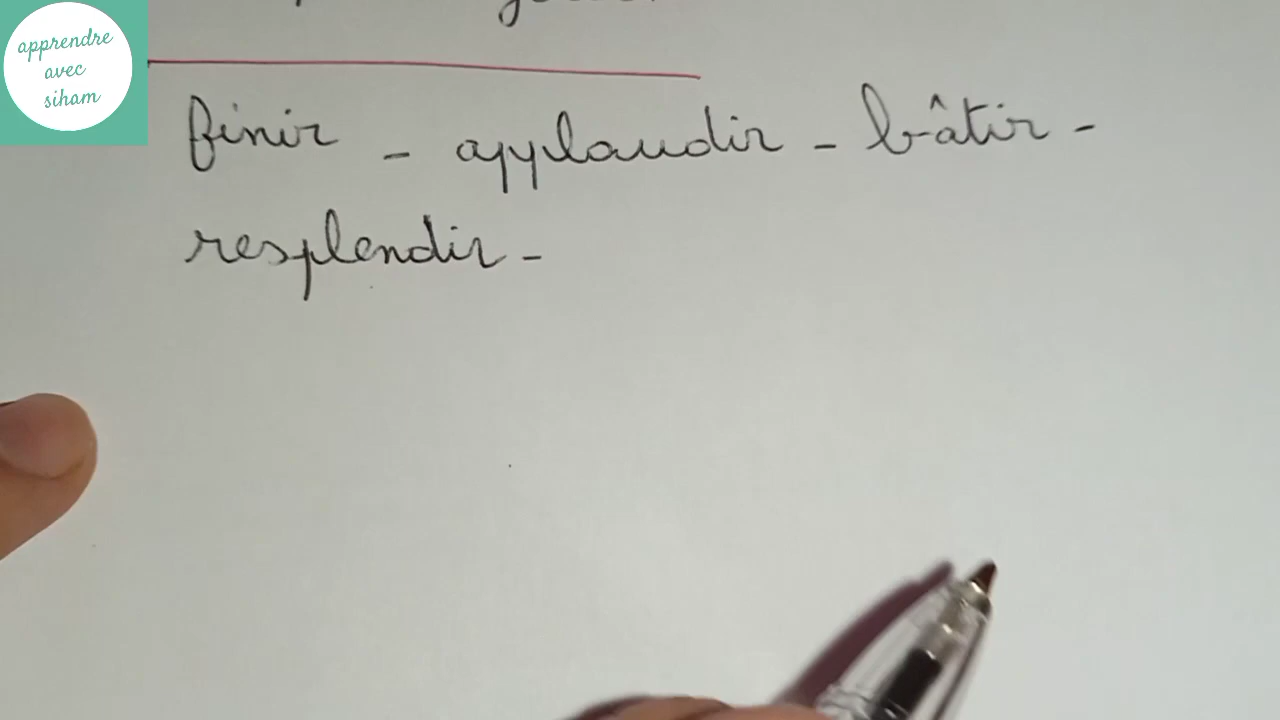 apprendre
avec
siham
finir - applaudir - bâtir -
resplendir -